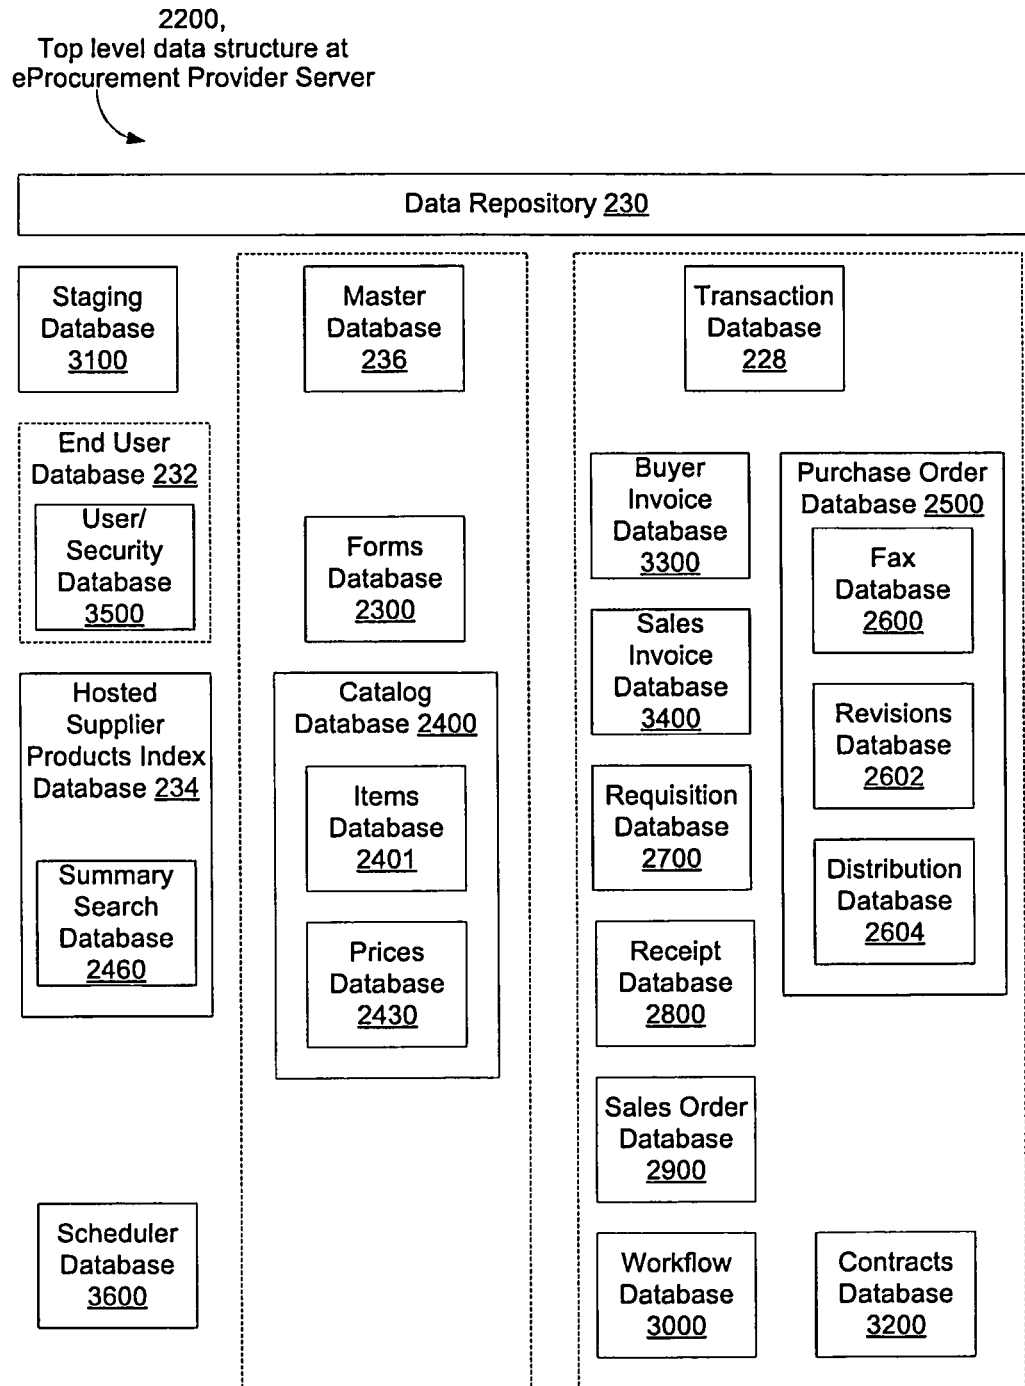 2200,
Top level data structure at
eProcurement Provider Server
Data Repository 230
Staging
Database
3100
End User
Database 232
User/
Security
Database
3500
Hosted
Supplier
Products Index
Database 234
Summary
Search
Database
2460
Scheduler
Database
3600
Master
Database
236
Forms
Database
2300
Catalog
Database 2400
Items
Database
2401
Prices
Database
2430
Transaction
Database
228
Buyer
Invoice
Database
3300
Sales
Invoice
Database
3400
Requisition
Database
2700
Receipt
Database
2800
Sales Order
Database
2900
Workflow
Database
3000
Purchase Order
Database 2500
Fax
Database
2600
Revisions
Database
2602
Distribution
Database
2604
Contracts
Database
3200